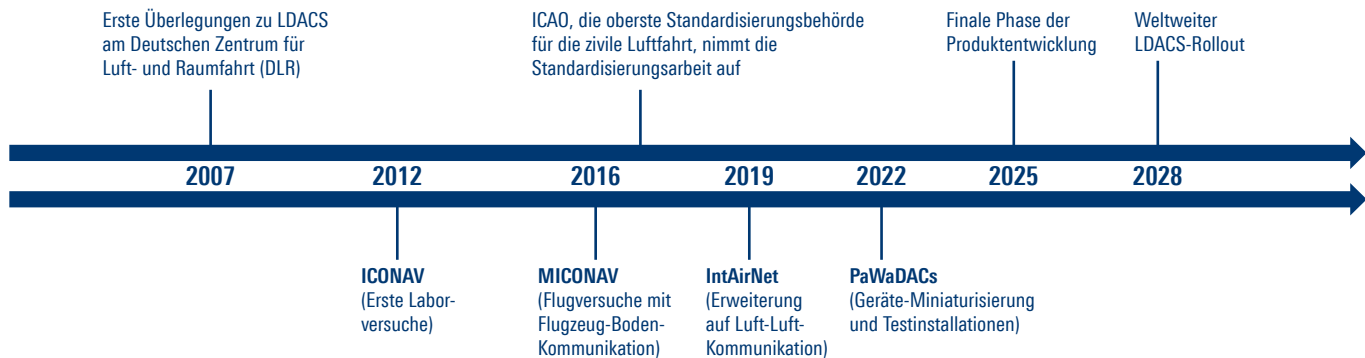 Erste Überlegungen zu LDACS
am Deutschen Zentrum für
Luft- und Raumfahrt (DLR)
ICAO, die oberste Standardisierungsbehörde
für die zivile Luftfahrt, nimmt die
Standardisierungsarbeit auf
Finale Phase der
Produktentwicklung
Weltweiter
LDACS-Rollout
2007 2012 2016 2019 2022 2025 2028
ICONAV
(Erste Labor-
versuche)
MICONAV
(Flugversuche mit
Flugzeug-Boden-
Kommunikation)
IntAirNet
(Erweiterung
auf Luft-Luft-
Kommunikation)
PaWaDACs
(Geräte-Miniaturisierung
und Testinstallationen)